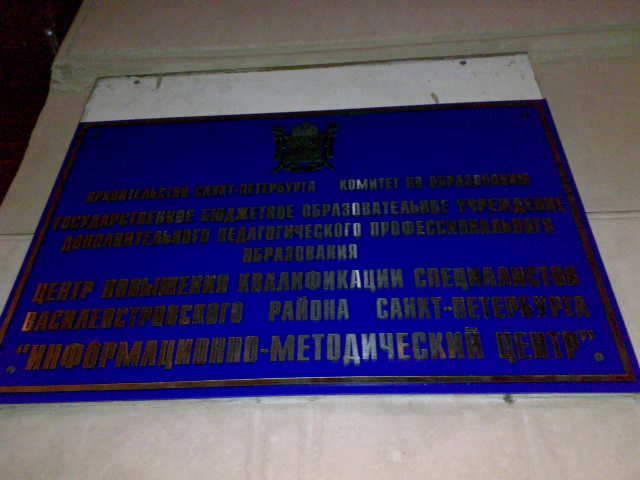 ПРАВИТЕЛЬСТВО САНКТ-ПЕТЕРБУРГА КОМИТЕТ ПО ОБРАЗОВАНИЮ
ГОСУДАРСТВЕННОЕ БЮДЖЕТНОЕ ОБРАЗОВАТЕЛЬНОЕ УЧРЕЖДЕНИЕ
ДОПОЛНИТЕЛЬНОГО ПЕДАГОГИЧЕСКОГО ПРОФЕССИОНАЛЬНОГО
ОБРАЗОВАНИЯ
ЦЕНТР ПОВЫШЕНИЯ КВАЛИФИКАЦИИ СПЕЦИАЛИСТОВ
ВАСИЛЕОСТРОВСКОГО РАЙОНА САНКТ-ПЕТЕРБУРГА
"ИНФОРМАЦИОННО-МЕТОДИЧЕСКИЙ ЦЕНТР"